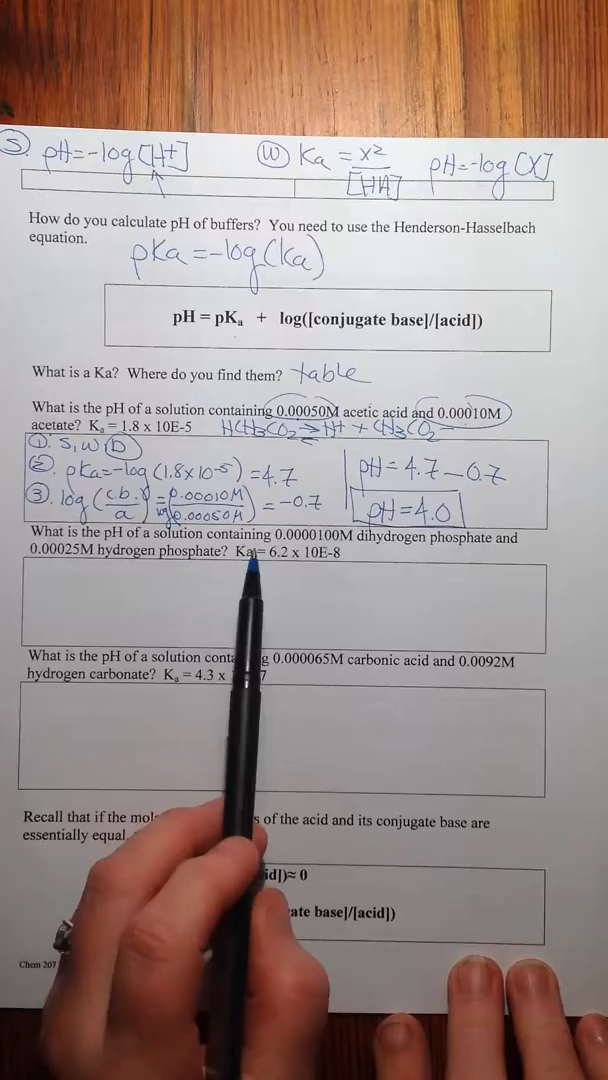 S pH=-log[H+] W Ka = x²/[HA] pH=-log[X]
How do you calculate pH of buffers? You need to use the Henderson-Hasselbach
equation.
pKa=-log(Ka)
pH = pKₐ + log([conjugate base]/[acid])
What is a Ka? Where do you find them? table
What is the pH of a solution containing 0.00050M acetic acid and 0.00010M
acetate? Kₐ = 1.8 x 10E-5 HCH₃CO₂ ⇌ H⁺ + CH₃CO₂⁻
①. S, W, B
②. pKa=-log(1.8x10⁻⁵)=4.7
③. log(c.b./a) = log(0.00010M/0.00050M) = -0.7
pH= 4.7-0.7
pH=4.0
What is the pH of a solution containing 0.0000100M dihydrogen phosphate and
0.00025M hydrogen phosphate? Kₐ = 6.2 x 10E-8
What is the pH of a solution conta g 0.000065M carbonic acid and 0.0092M
hydrogen carbonate? Kₐ = 4.3 x 7
Recall that if the mol s of the acid and its conjugate base are
essentially equal,
id])≈ 0
ate base]/[acid])
Chem 207